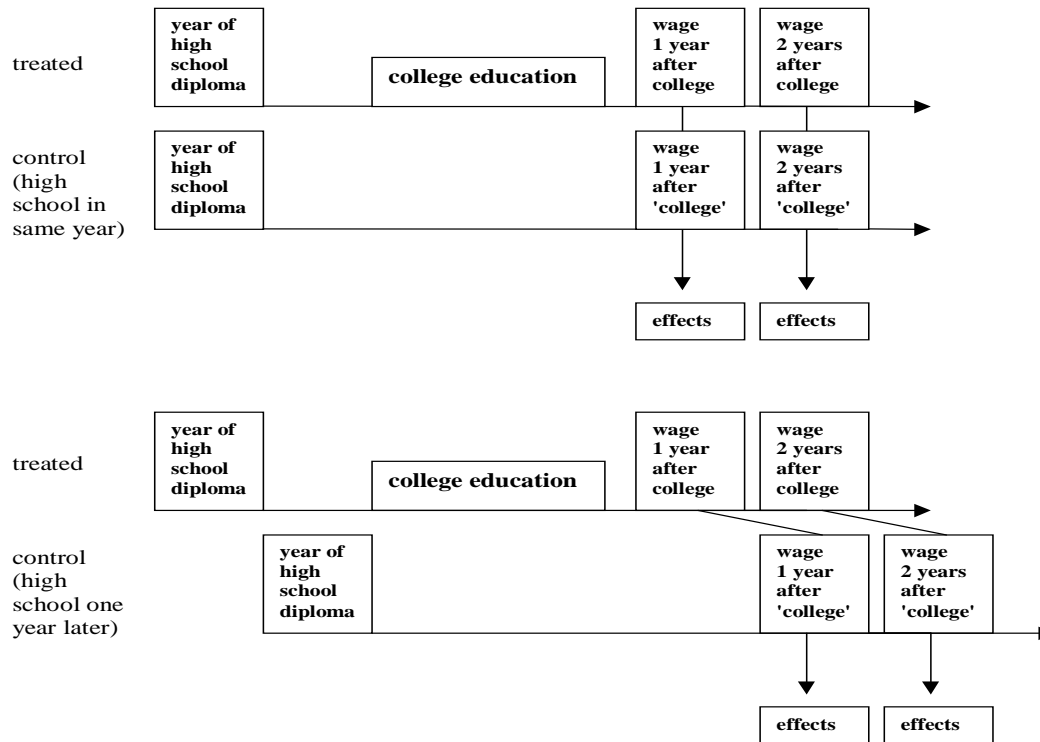 treated
year of
high
school
diploma
college education
wage
1 year
after
college
wage
2 years
after
college
control
(high
school in
same year)
year of
high
school
diploma
wage
1 year
after
'college'
wage
2 years
after
'college'
effects
effects
treated
year of
high
school
diploma
college education
wage
1 year
after
college
wage
2 years
after
college
control
(high
school one
year later)
year of
high
school
diploma
wage
1 year
after
'college'
wage
2 years
after
'college'
effects
effects